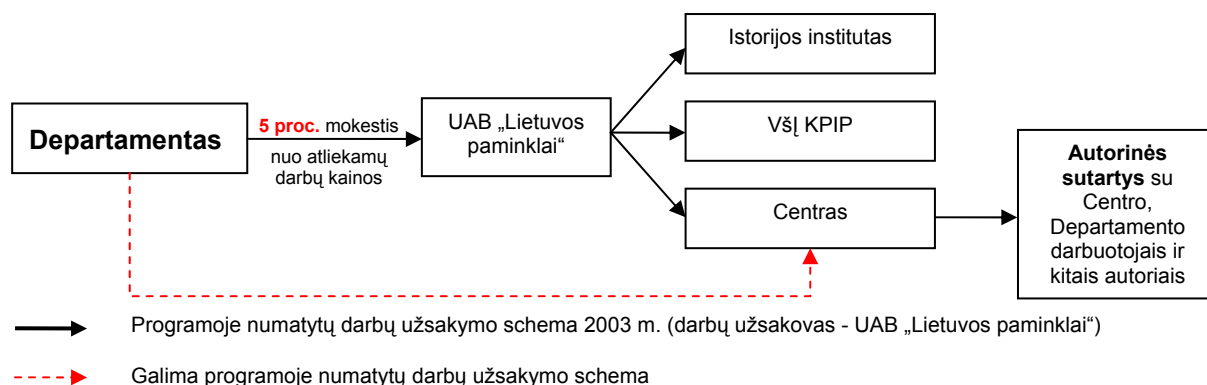 Departamentas
5 proc. mokestis
nuo atliekamų
darbų kainos
UAB „Lietuvos
paminklai“
Istorijos institutas
VšĮ KPIP
Centras
Autorinės
sutartys su
Centro,
Departamento
darbuotojais ir
kitais autoriais
Programoje numatytų darbų užsakymo schema 2003 m. (darbų užsakovas - UAB „Lietuvos paminklai“)
Galima programoje numatytų darbų užsakymo schema